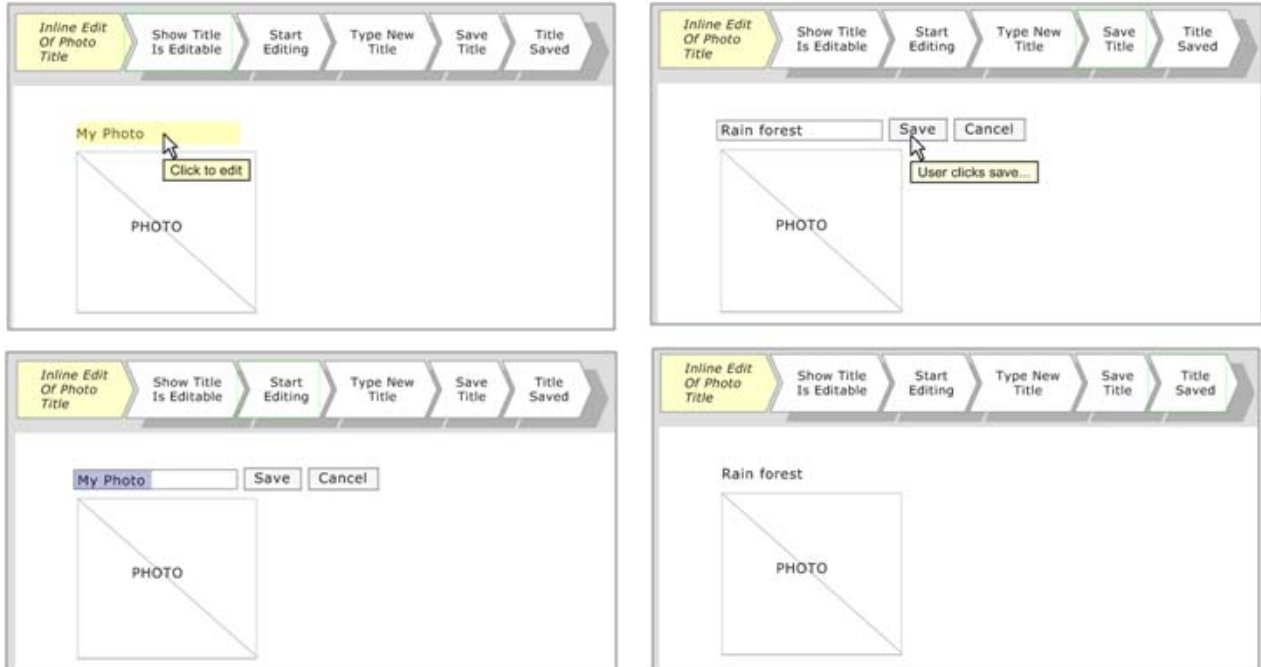 Inline Edit
Of Photo
Title
Show Title
Is Editable
Start
Editing
Type New
Title
Save
Title
Title
Saved
My Photo
Click to edit
PHOTO
Inline Edit
Of Photo
Title
Show Title
Is Editable
Start
Editing
Type New
Title
Save
Title
Title
Saved
Rain forest
Save
Cancel
User clicks save...
PHOTO
Inline Edit
Of Photo
Title
Show Title
Is Editable
Start
Editing
Type New
Title
Save
Title
Title
Saved
My Photo
Save
Cancel
PHOTO
Inline Edit
Of Photo
Title
Show Title
Is Editable
Start
Editing
Type New
Title
Save
Title
Title
Saved
Rain forest
PHOTO